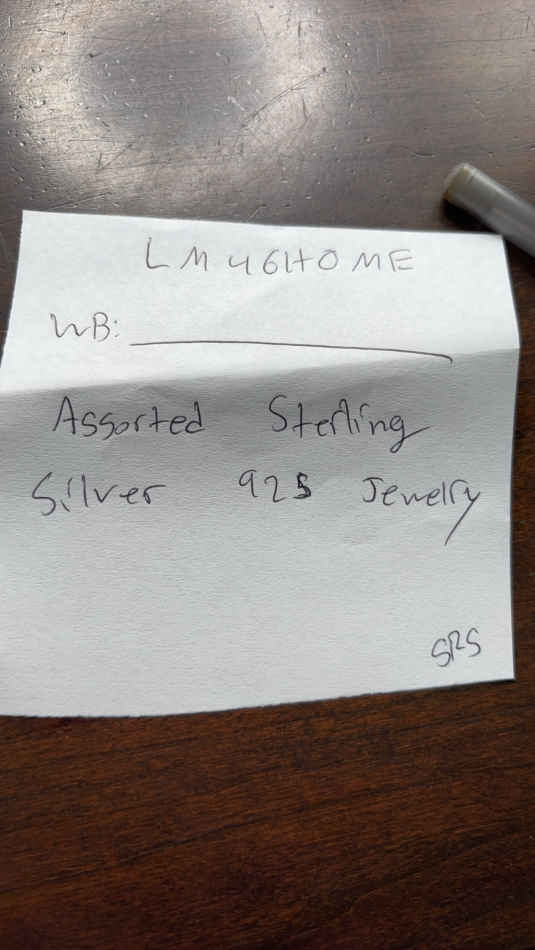 LM46HOME
WB:
Assorted Sterling
Silver 925 Jewelry
SRS